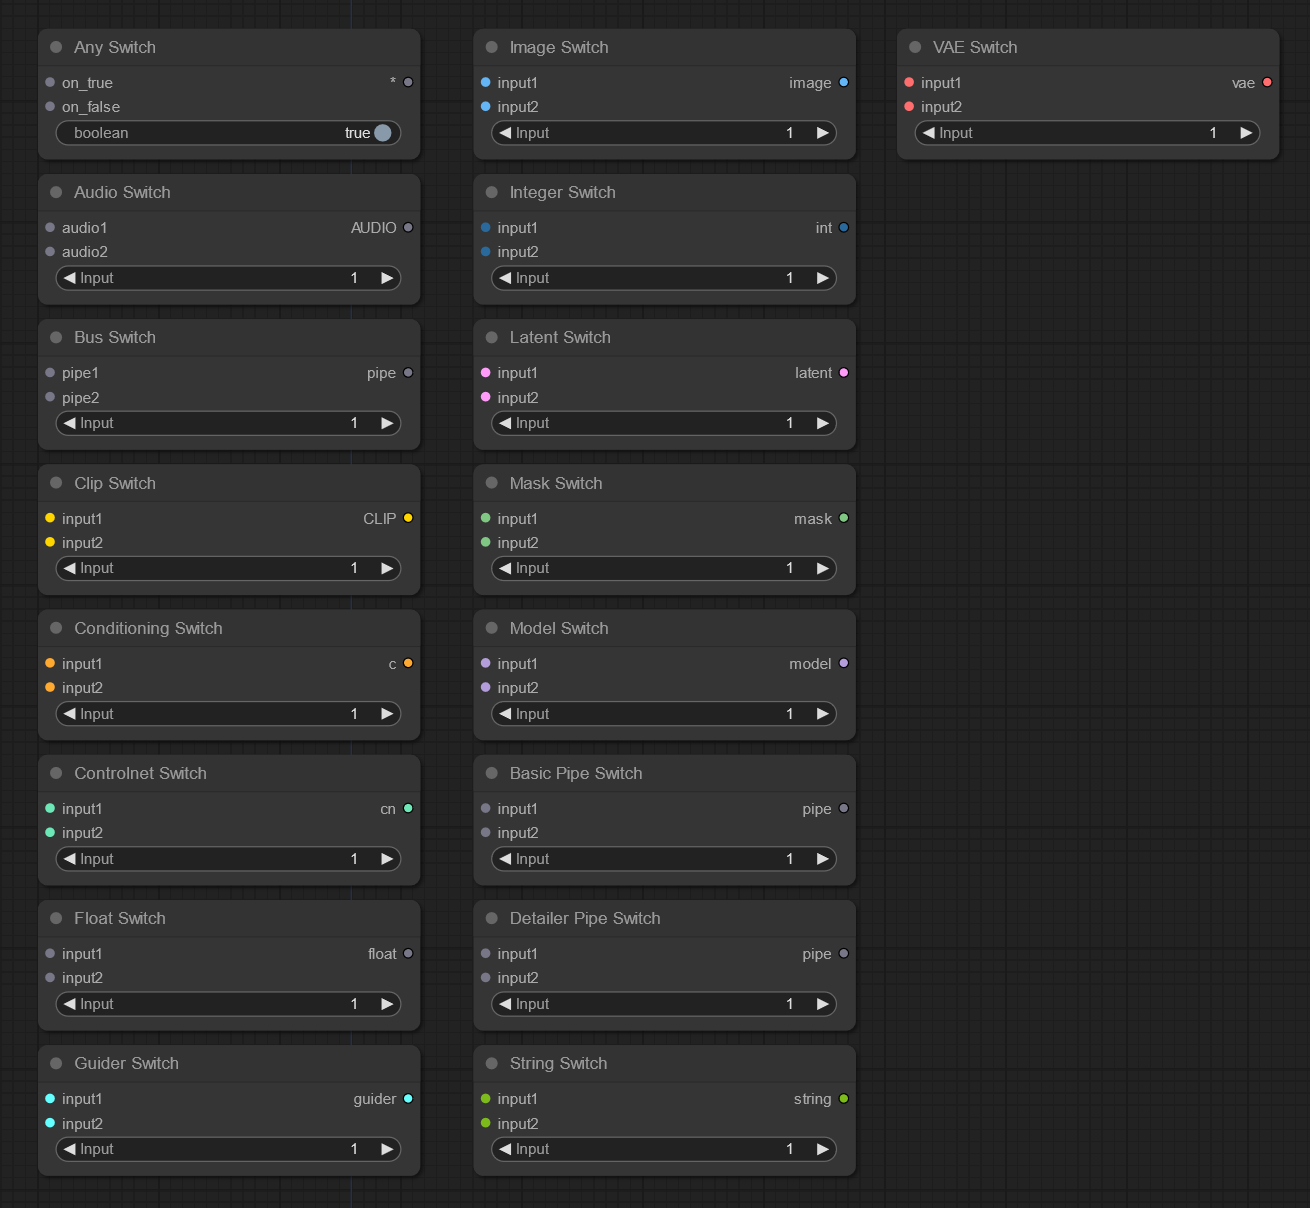 Any Switch
on_true *
on_false
boolean true
Audio Switch
audio1 AUDIO
audio2
Input 1
Bus Switch
pipe1 pipe
pipe2
Input 1
Clip Switch
input1 CLIP
input2
Input 1
Conditioning Switch
input1 c
input2
Input 1
Controlnet Switch
input1 cn
input2
Input 1
Float Switch
input1 float
input2
Input 1
Guider Switch
input1 guider
input2
Input 1
Image Switch
input1 image
input2
Input 1
Integer Switch
input1 int
input2
Input 1
Latent Switch
input1 latent
input2
Input 1
Mask Switch
input1 mask
input2
Input 1
Model Switch
input1 model
input2
Input 1
Basic Pipe Switch
input1 pipe
input2
Input 1
Detailer Pipe Switch
input1 pipe
input2
Input 1
String Switch
input1 string
input2
Input 1
VAE Switch
input1 vae
input2
Input 1